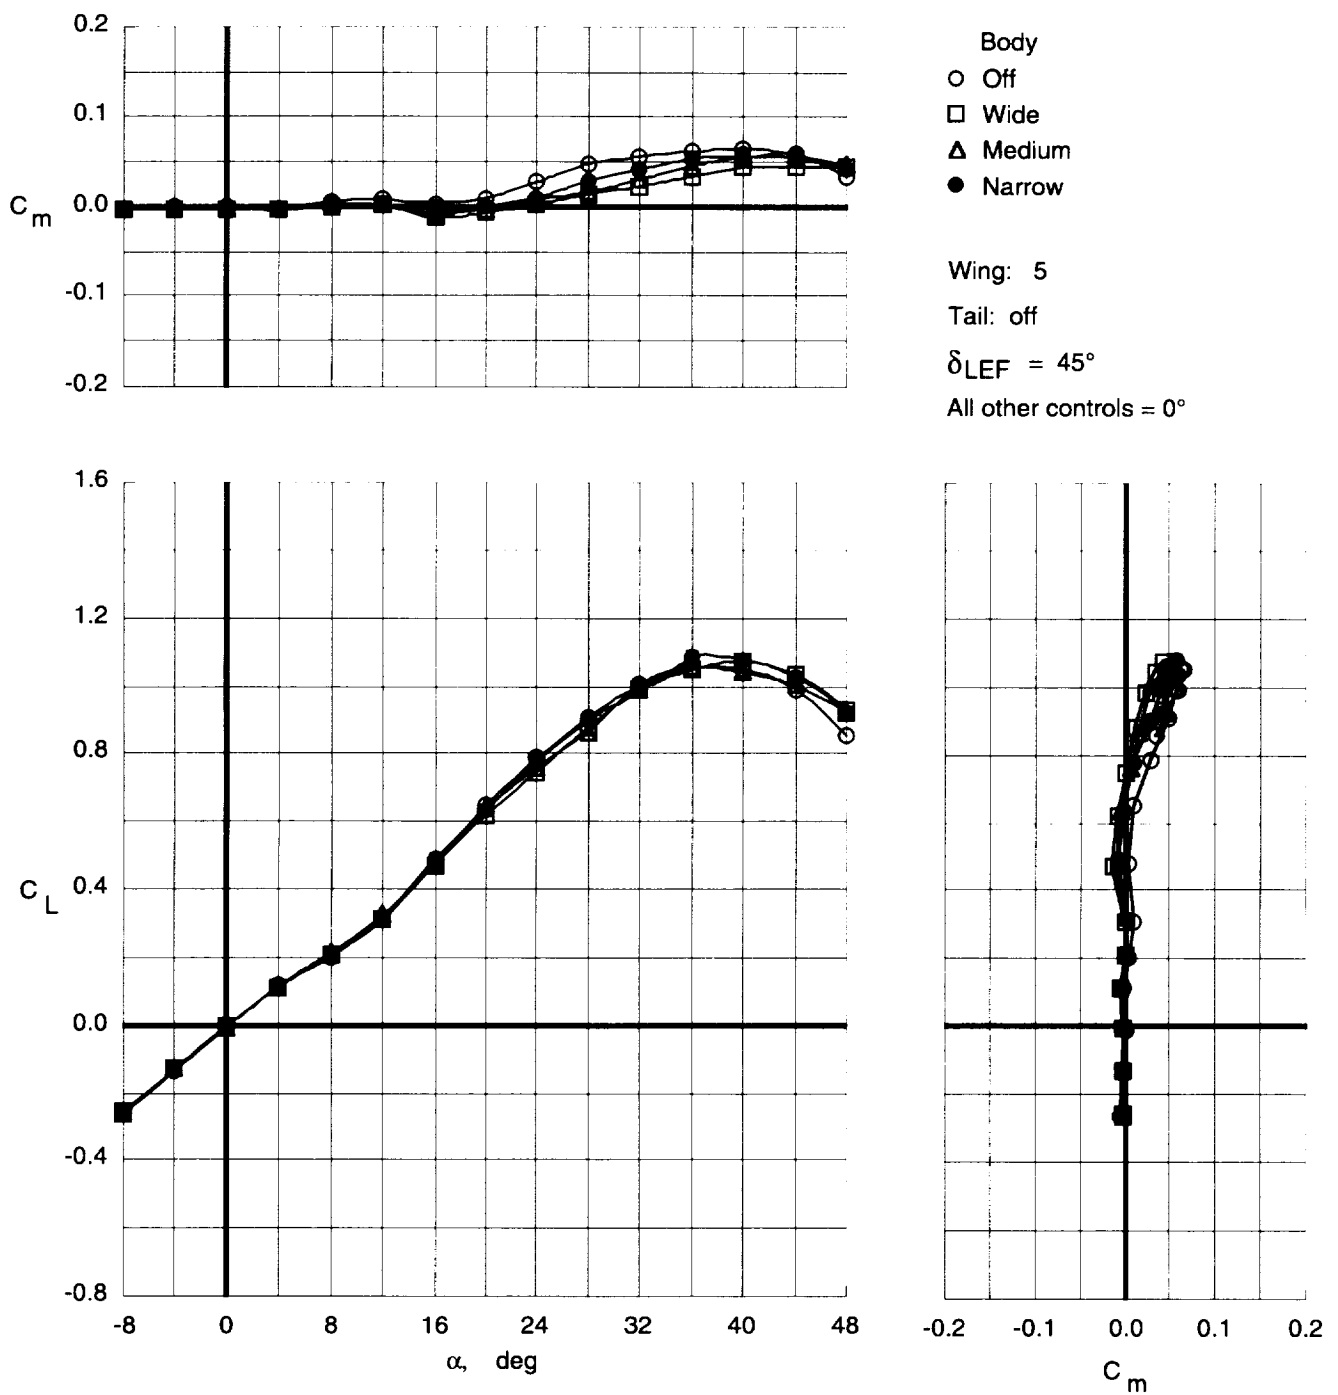 0.2
0.1
C m 0.0
-0.1
-0.2
Body
Off
Wide
Medium
Narrow
Wing: 5
Tail: off
δLEF = 45°
All other controls = 0°
1.6
1.2
0.8
C L 0.4
0.0
-0.4
-0.8
-8 0 8 16 24 32 40 48
α, deg
-0.2 -0.1 0.0 0.1 0.2
C m